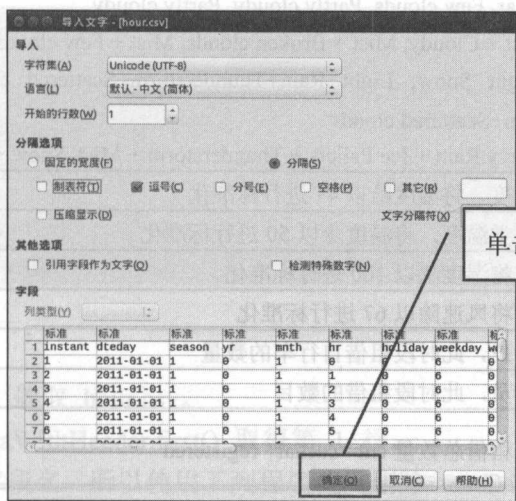 导入文字 - [hour.csv]
导入
字符集(A) Unicode (UTF-8)
语言(L) 默认 - 中文 (简体)
开始的行数(W) 1
分隔选项
固定的宽度(F) 分隔(S)
制表符(T) 逗号(C) 分号(E) 空格(P) 其它(R)
压缩显示(D) 文字分隔符(X)
单击
其他选项
引用字段作为文字(Q) 检测特殊数字(N)
字段
列类型(Y)
标准 标准 标准 标准 标准 标准 标准 标准
1 instant dteday season yr mnth hr holiday weekday
2 1 2011-01-01 1 0 1 0 0 6 0
3 2 2011-01-01 1 0 1 1 0 6 0
4 3 2011-01-01 1 0 1 2 0 6 0
5 4 2011-01-01 1 0 1 3 0 6 0
6 5 2011-01-01 1 0 1 4 0 6 0
7 6 2011-01-01 1 0 1 5 0 6 0
确定(O) 取消(C) 帮助(H)